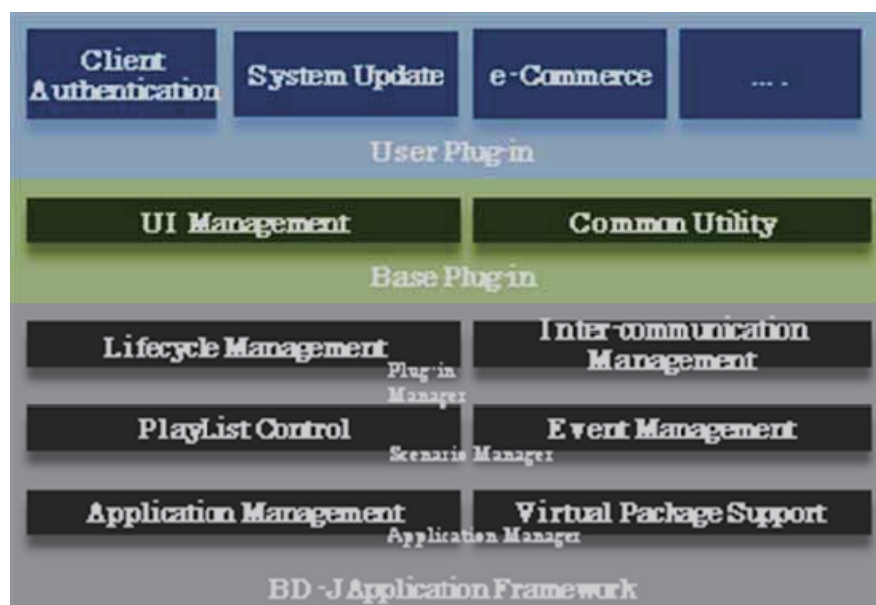 Client
Authentication
System Update
e-Commerce
... .
User Plug-in
UI Management
Common Utility
Base Plug-in
Lifecycle Management
Inter-communication
Management
Plug-in
Manager
PlayList Control
Event Management
Scenario Manager
Application Management
Virtual Package Support
Application Manager
BD-J Application Framework